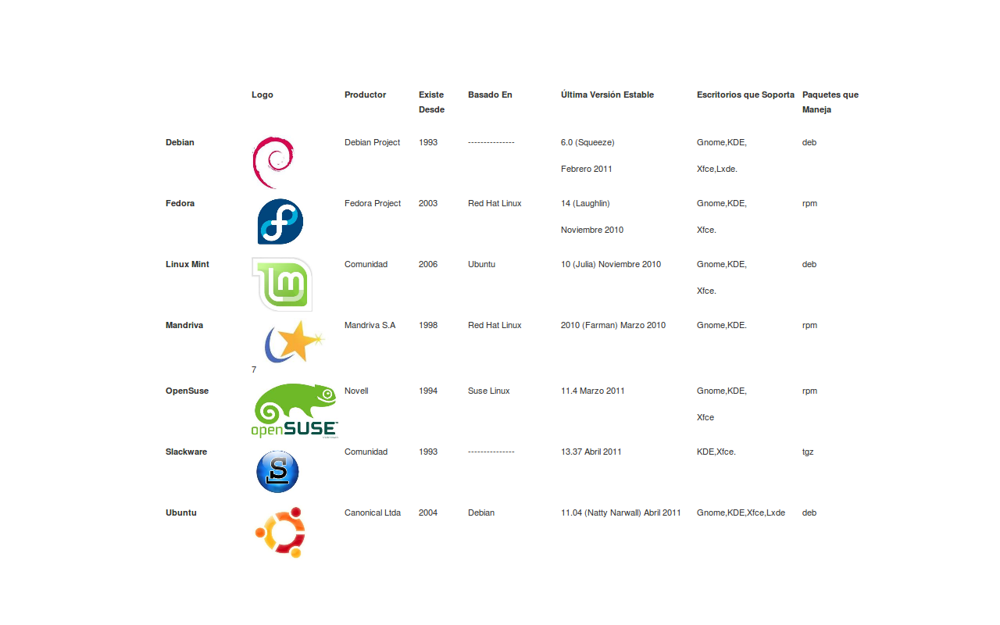 Logo Productor Existe Desde Basado En Última Versión Estable Escritorios que Soporta Paquetes que Maneja
Debian Debian Project 1993 --------------- 6.0 (Squeeze) Gnome,KDE, deb
Febrero 2011 Xfce,Lxde.
Fedora Fedora Project 2003 Red Hat Linux 14 (Laughlin) Gnome,KDE, rpm
Noviembre 2010 Xfce.
Linux Mint lm Comunidad 2006 Ubuntu 10 (Julia) Noviembre 2010 Gnome,KDE, deb
Xfce.
Mandriva Mandriva S.A 1998 Red Hat Linux 2010 (Farman) Marzo 2010 Gnome,KDE. rpm
7
OpenSuse Novell 1994 Suse Linux 11.4 Marzo 2011 Gnome,KDE, rpm
Xfce
openSUSE
Slackware S Comunidad 1993 --------------- 13.37 Abril 2011 KDE,Xfce. tgz
Ubuntu Canonical Ltda 2004 Debian 11.04 (Natty Narwall) Abril 2011 Gnome,KDE,Xfce,Lxde deb